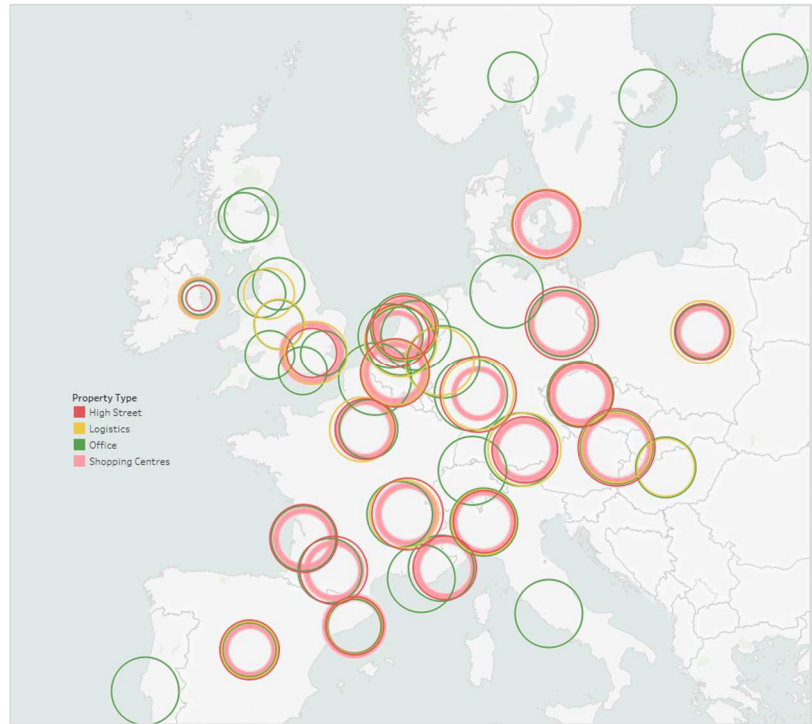 Property Type
High Street
Logistics
Office
Shopping Centres